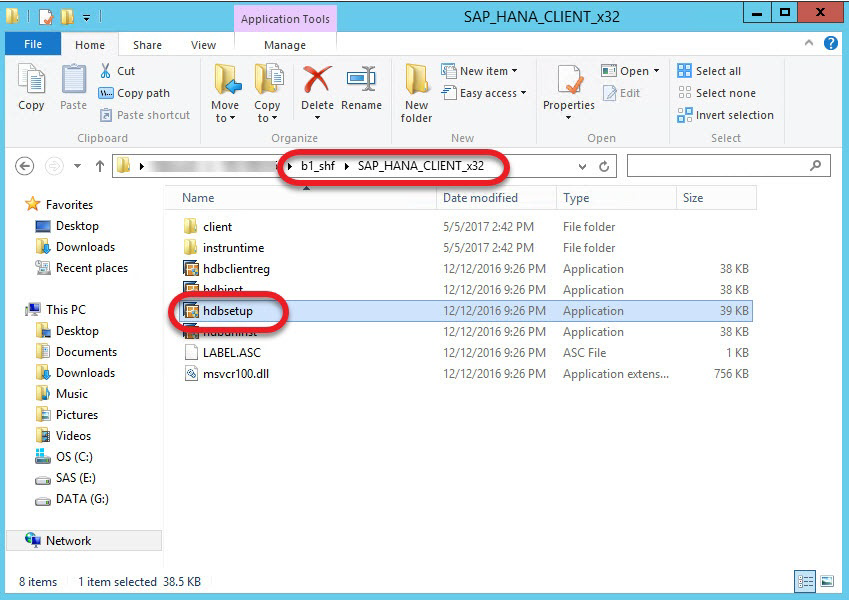 Application Tools
SAP_HANA_CLIENT_x32
File
Home
Share
View
Manage
Copy
Paste
Cut
Copy path
Paste shortcut
Clipboard
Move to
Copy to
Delete
Rename
Organize
New folder
New item
Easy access
New
Properties
Open
Edit
Open
Select all
Select none
Invert selection
Select
b1_shf
SAP_HANA_CLIENT_x32
Favorites
Desktop
Downloads
Recent places
This PC
Desktop
Documents
Downloads
Music
Pictures
Videos
OS (C:)
SAS (E:)
DATA (G:)
Network
Name Date modified Type Size
client 5/5/2017 2:42 PM File folder
instruntime 5/5/2017 2:42 PM File folder
hdbclientreg 12/12/2016 9:26 PM Application 38 KB
hdbinst 12/12/2016 9:26 PM Application 38 KB
hdbsetup 12/12/2016 9:26 PM Application 39 KB
hdbuninst 12/12/2016 9:26 PM Application 38 KB
LABEL.ASC 12/12/2016 9:26 PM ASC File 1 KB
msvcr100.dll 12/12/2016 9:26 PM Application extens... 756 KB
8 items 1 item selected 38.5 KB